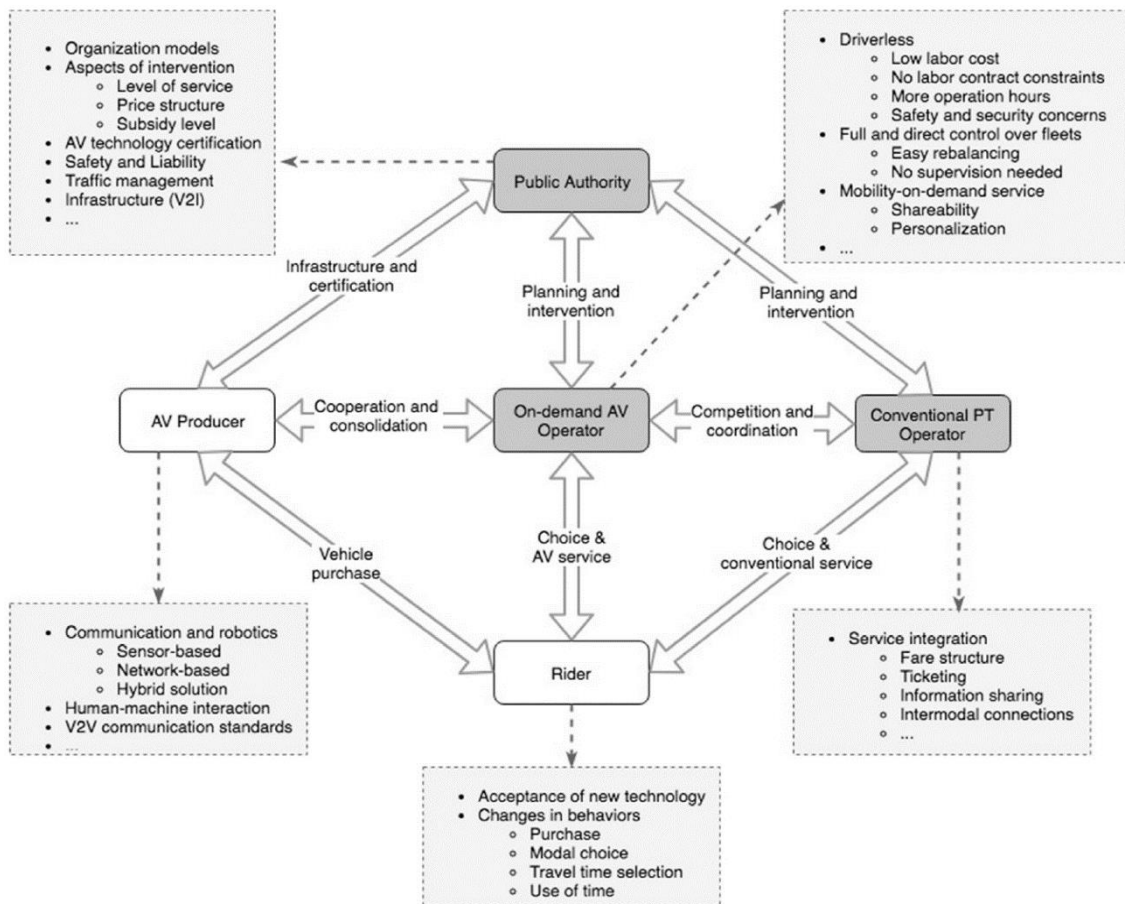 • Organization models
• Aspects of intervention
○ Level of service
○ Price structure
○ Subsidy level
• AV technology certification
• Safety and Liability
• Traffic management
• Infrastructure (V2I)
• ...
• Driverless
○ Low labor cost
○ No labor contract constraints
○ More operation hours
○ Safety and security concerns
• Full and direct control over fleets
○ Easy rebalancing
○ No supervision needed
• Mobility-on-demand service
○ Shareability
○ Personalization
• ...
Public Authority
Infrastructure and
certification
Planning and
intervention
Planning and
intervention
AV Producer
Cooperation and
consolidation
On-demand AV
Operator
Competition and
coordination
Conventional PT
Operator
Vehicle
purchase
Choice &
AV service
Choice &
conventional service
Rider
• Communication and robotics
○ Sensor-based
○ Network-based
○ Hybrid solution
• Human-machine interaction
• V2V communication standards
• ...
• Service integration
○ Fare structure
○ Ticketing
○ Information sharing
○ Intermodal connections
○ ...
• Acceptance of new technology
• Changes in behaviors
○ Purchase
○ Modal choice
○ Travel time selection
○ Use of time